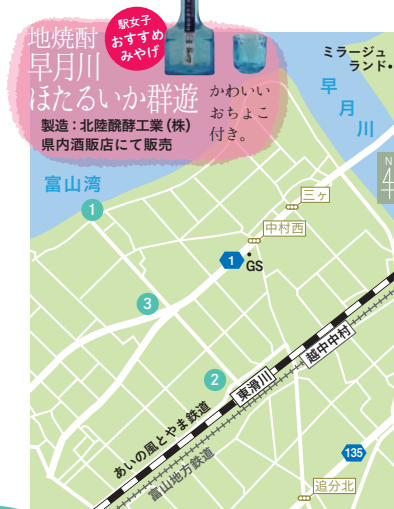 駅女子
おすすめ
みやげ
地焼酎
早月川
ほたるいか群遊
製造：北陸醗酵工業（株）
県内酒販店にて販売
かわいい
おちょこ
付き。
ミラージュ
ランド
早
月
川
N
富山湾
1
三ケ
中村西
1
GS
3
2
東滑川
越中中村
あいの風とやま鉄道
富山地方鉄道
135
追分北